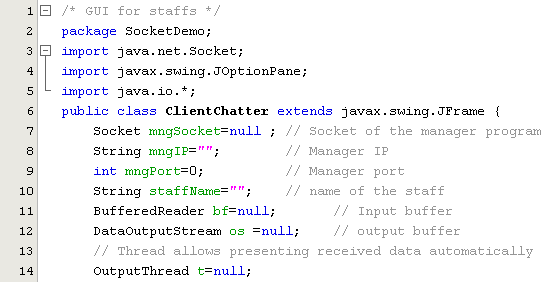 1 /* GUI for staffs */
2 package SocketDemo;
3 import java.net.Socket;
4 import javax.swing.JOptionPane;
5 import java.io.*;
6 public class ClientChatter extends javax.swing.JFrame {
7 Socket mngSocket=null ; // Socket of the manager program
8 String mngIP=""; // Manager IP
9 int mngPort=0; // Manager port
10 String staffName=""; // name of the staff
11 BufferedReader bf=null; // Input buffer
12 DataOutputStream os =null; // output buffer
13 // Thread allows presenting received data automatically
14 OutputThread t=null;